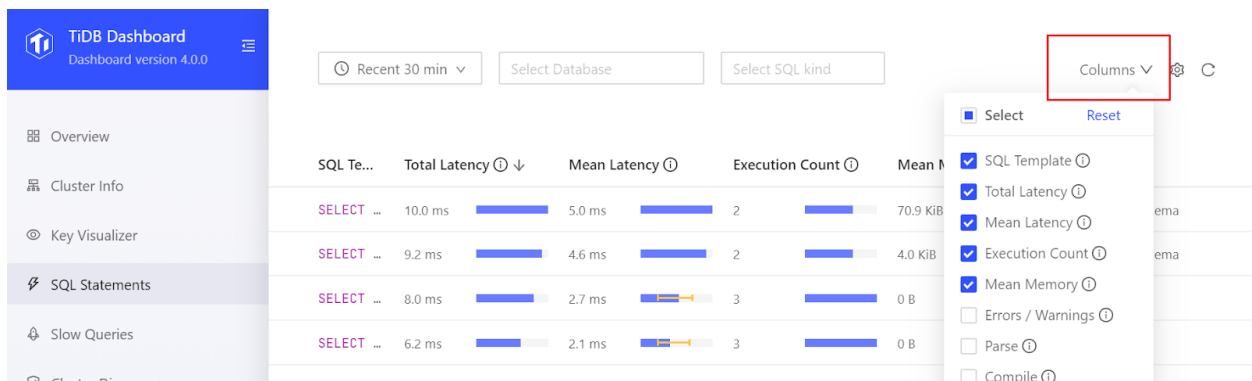 TiDB Dashboard
Dashboard version 4.0.0
Recent 30 min
Select Database
Select SQL kind
Columns
Select
Reset
Overview
Cluster Info
Key Visualizer
SQL Statements
Slow Queries
SQL Te... Total Latency Mean Latency Execution Count Mean
SELECT … 10.0 ms 5.0 ms 2 70.9 KiB ema
SELECT … 9.2 ms 4.6 ms 2 4.0 KiB ema
SELECT … 8.0 ms 2.7 ms 3 0 B
SELECT … 6.2 ms 2.1 ms 3 0 B
SQL Template
Total Latency
Mean Latency
Execution Count
Mean Memory
Errors / Warnings
Parse
Compile